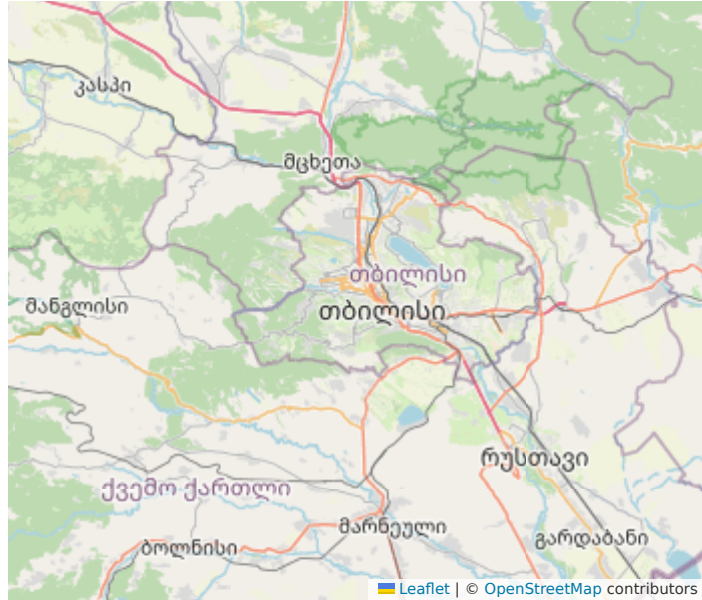 კასპი
მცხეთა
თბილისი
მანგლისი
თბილისი
რუსთავი
ქვემო ქართლი
მარნეული
ბოლნისი
გარდაბანი
Leaflet | © OpenStreetMap contributors